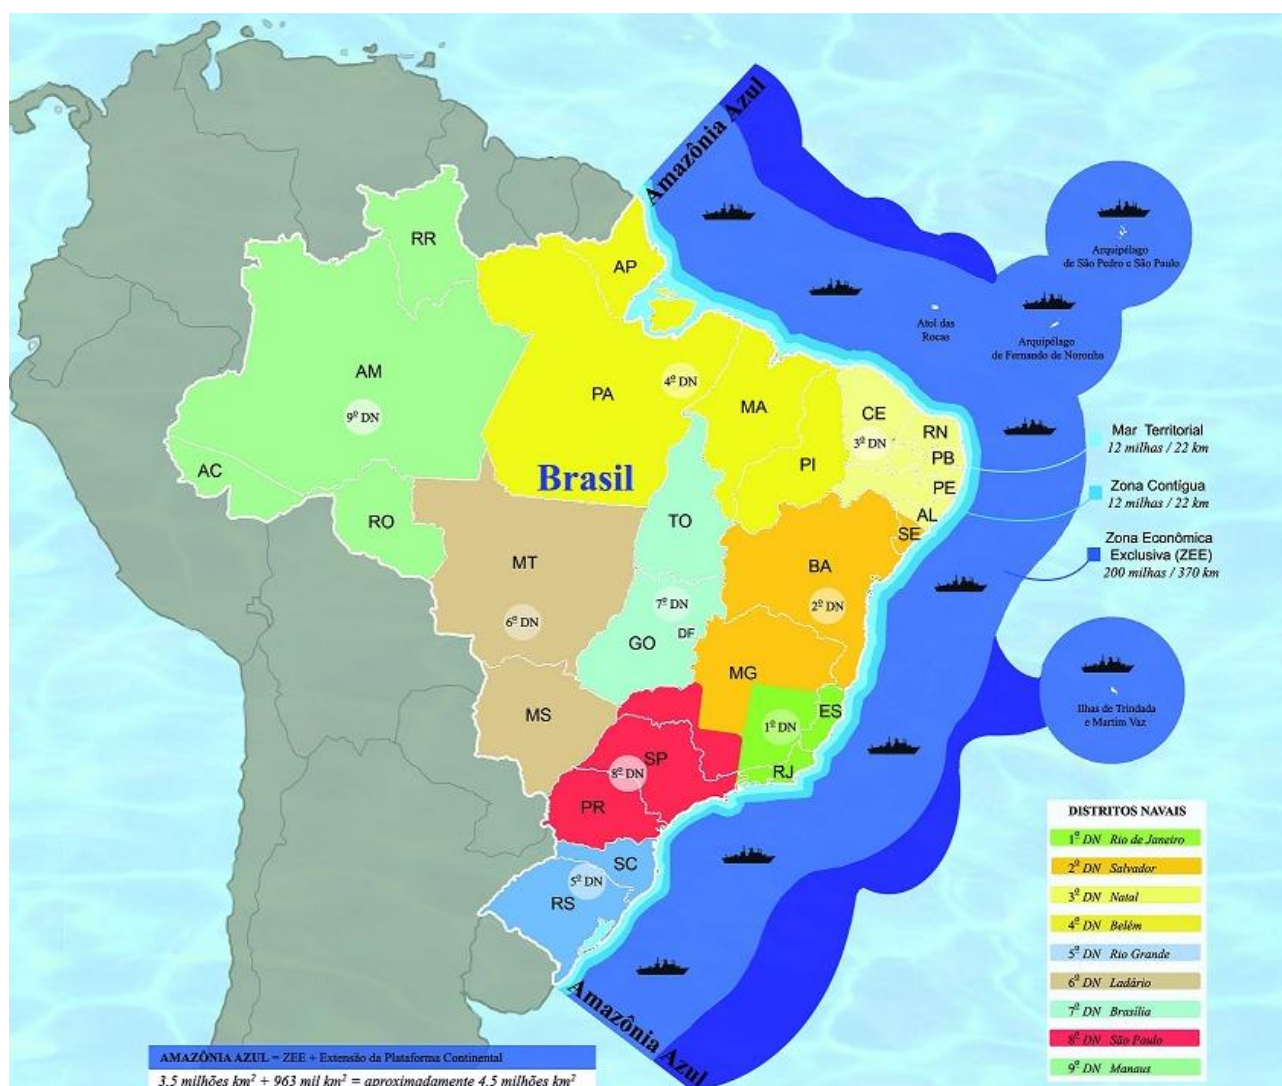 Amazônia Azul
Arquipélago
de São Pedro e São Paulo
RR
AP
Atol das
Rocas
Arquipélago
de Fernando de Noronha
AM
9º DN
PA
4º DN
MA
CE
3º DN
RN
PB
PE
AL
SE
PI
Mar Territorial
12 milhas / 22 km
Zona Contígua
12 milhas / 22 km
Zona Econômica
Exclusiva (ZEE)
200 milhas / 370 km
AC
Brasil
RO
TO
MT
BA
6º DN
7º DN
2º DN
GO
DF
MG
MS
1º DN
ES
Ilhas de Trindada
e Martim Vaz
SP
8º DN
RJ
PR
SC
5º DN
RS
Amazônia Azul
DISTRITOS NAVAIS
1º DN Rio de Janeiro
2º DN Salvador
3º DN Natal
4º DN Belém
5º DN Rio Grande
6º DN Ladário
7º DN Brasília
8º DN São Paulo
9º DN Manaus
AMAZÔNIA AZUL = ZEE + Extensão da Plataforma Continental
3,5 milhões km² + 963 mil km² = aproximadamente 4,5 milhões km²